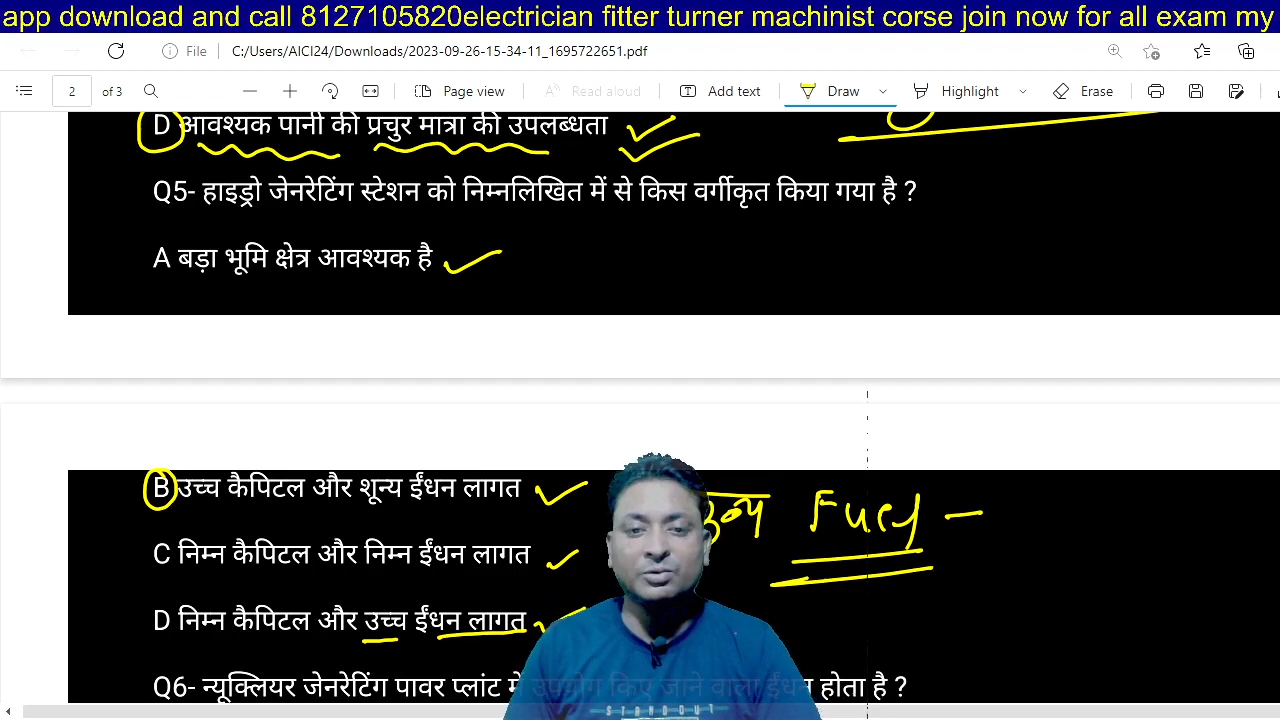 app download and call 8127105820electrician fitter turner machinist corse join now for all exam my
File C:/Users/AICI24/Downloads/2023-09-26-15-34-11_1695722651.pdf
2 of 3 Page view Read aloud Add text Draw Highlight Erase
D आवश्यक पानी की प्रचुर मात्रा की उपलब्धता
Q5- हाइड्रो जेनरेटिंग स्टेशन को निम्नलिखित में से किस वर्गीकृत किया गया है ?
A बड़ा भूमि क्षेत्र आवश्यक है
B उच्च कैपिटल और शून्य ईंधन लागत
Fuel -
C निम्न कैपिटल और निम्न ईंधन लागत
D निम्न कैपिटल और उच्च ईंधन लागत
Q6- न्यूक्लियर जेनरेटिंग पावर प्लांट में उपयोग किए जाने वाला ईंधन होता है ?
STANDOUT